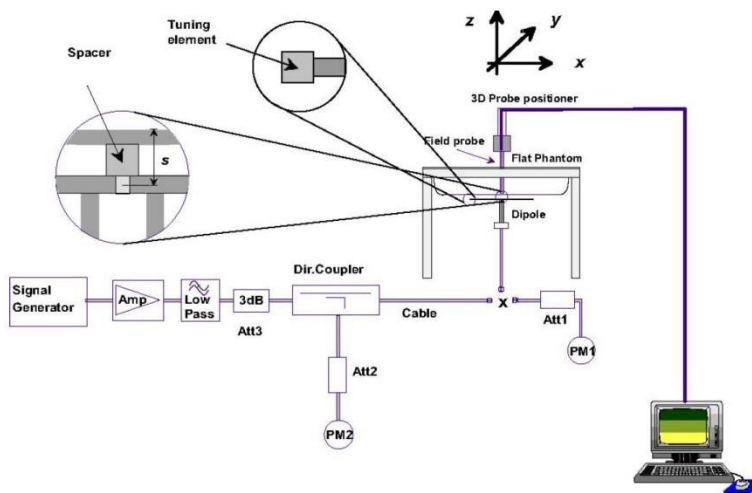 Tuning
element
Spacer
s
z
y
x
3D Probe positioner
Field probe
Flat Phantom
Dipole
Dir.Coupler
Signal
Generator
Amp
Low
Pass
3dB
Att3
Cable
x
Att1
PM1
Att2
PM2